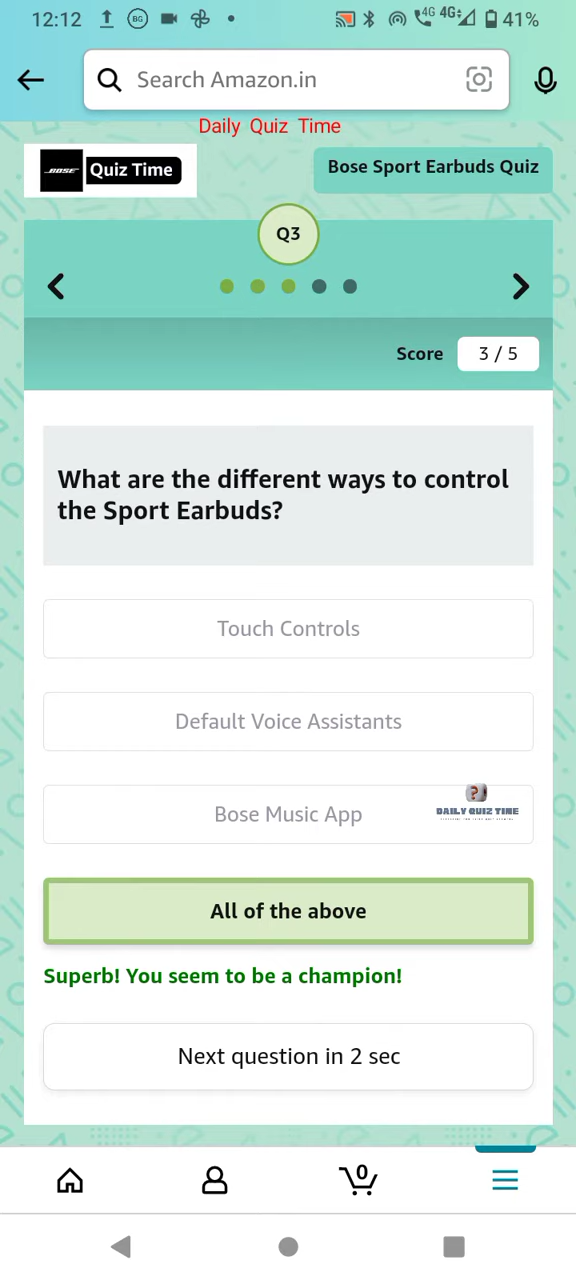 12:12 BG 4G 4G 41%
Search Amazon.in
Daily Quiz Time
BOSE Quiz Time
Bose Sport Earbuds Quiz
Q3
Score 3 / 5
What are the different ways to control
the Sport Earbuds?
Touch Controls
Default Voice Assistants
Bose Music App
?
DAILY QUIZ TIME
All of the above
Superb! You seem to be a champion!
Next question in 2 sec
0